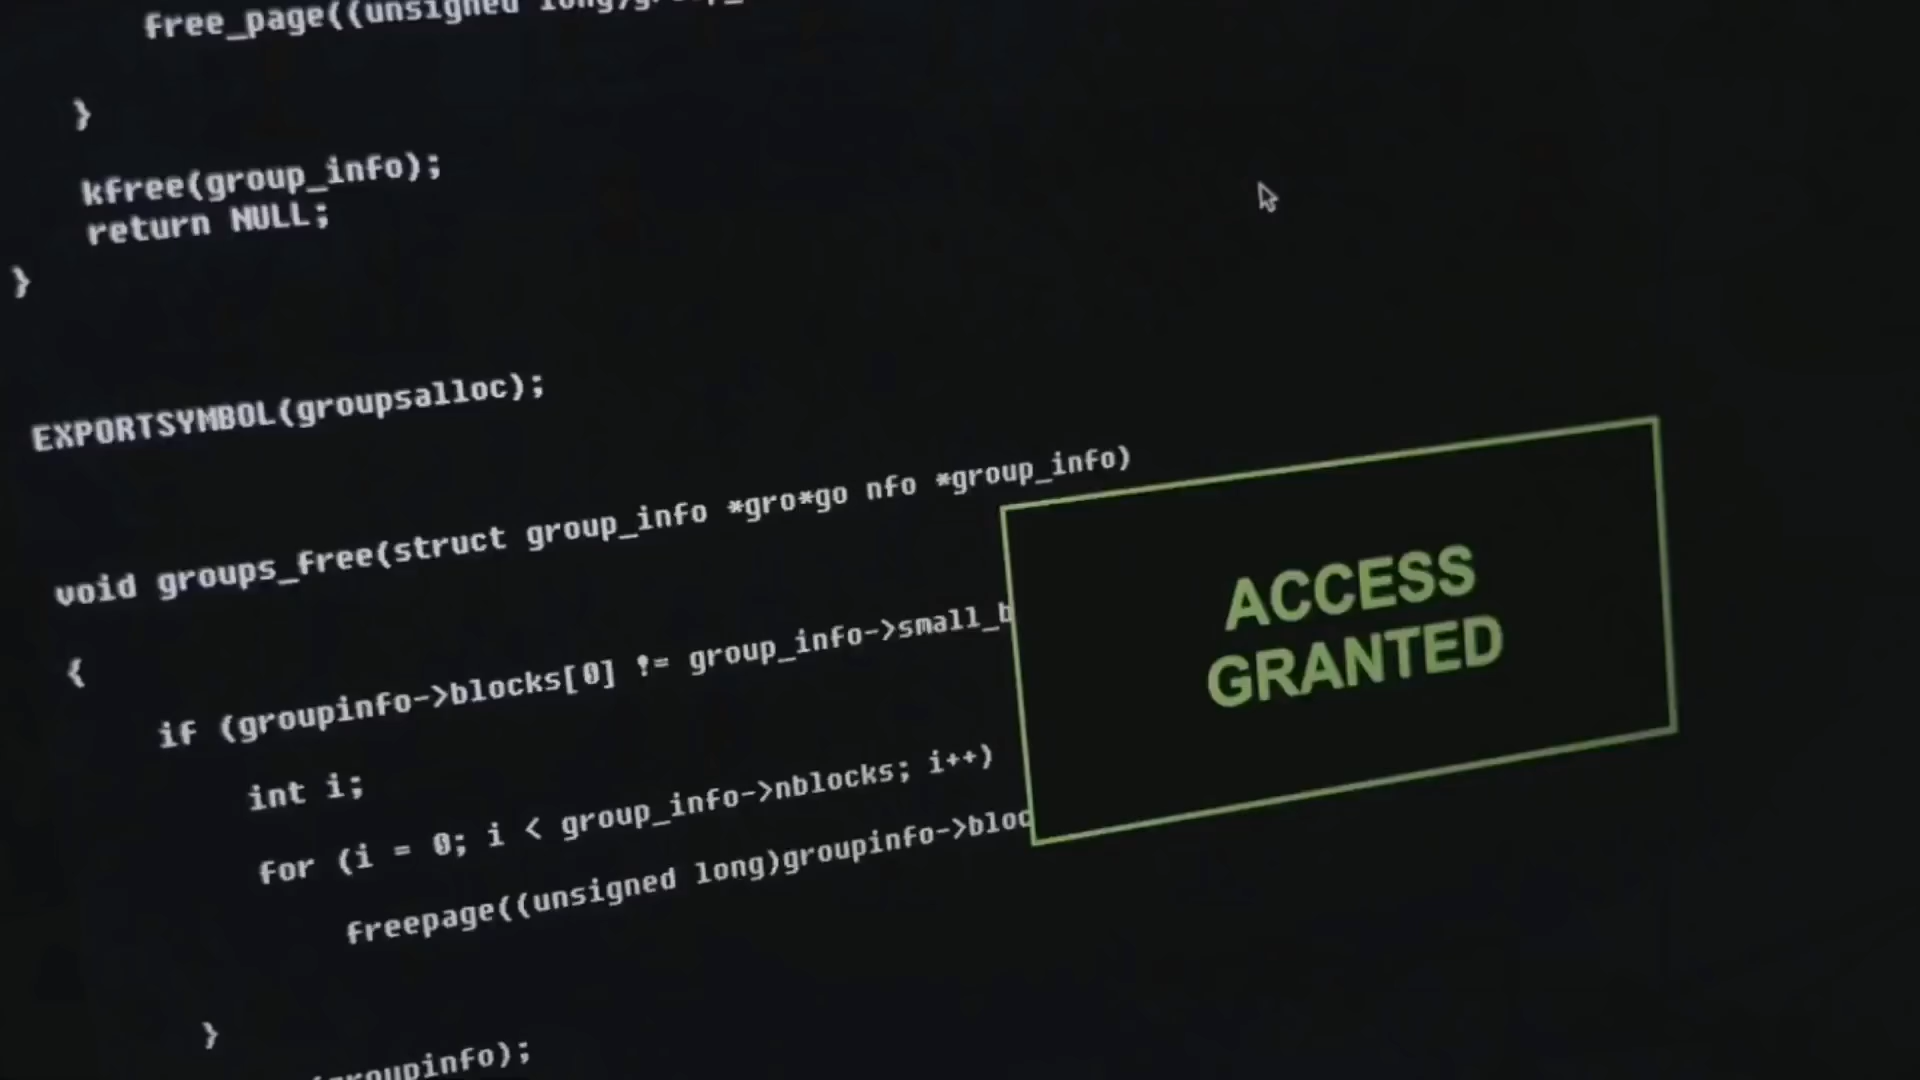 free_page((unsigned
}
kfree(group_info);
return NULL;
}
EXPORTSYMBOL(groupsalloc);
void groups_free(struct group_info *gro*go nfo *group_info)
{
if (groupinfo->blocks[0] != group_info->small_b
int i;
for (i = 0; i < group_info->nblocks; i++)
freepage((unsigned long)groupinfo->bloc
}
(groupinfo);
ACCESS
GRANTED